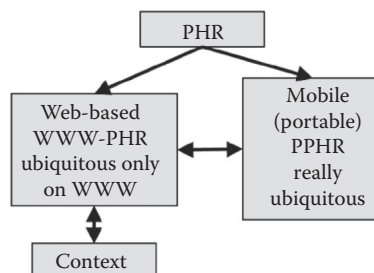 PHR
Web-based
WWW-PHR
ubiquitous only
on WWW
Mobile
(portable)
PPHR
really
ubiquitous
Context